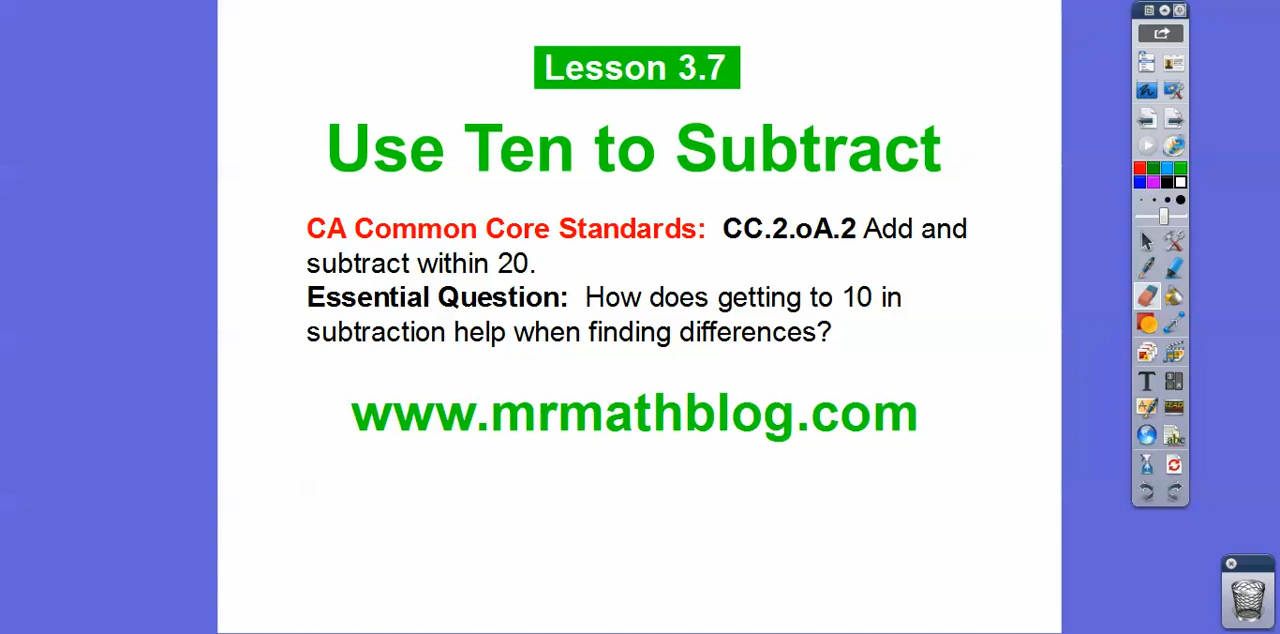 Lesson 3.7
Use Ten to Subtract
CA Common Core Standards: CC.2.oA.2 Add and
subtract within 20.
Essential Question: How does getting to 10 in
subtraction help when finding differences?
www.mrmathblog.com